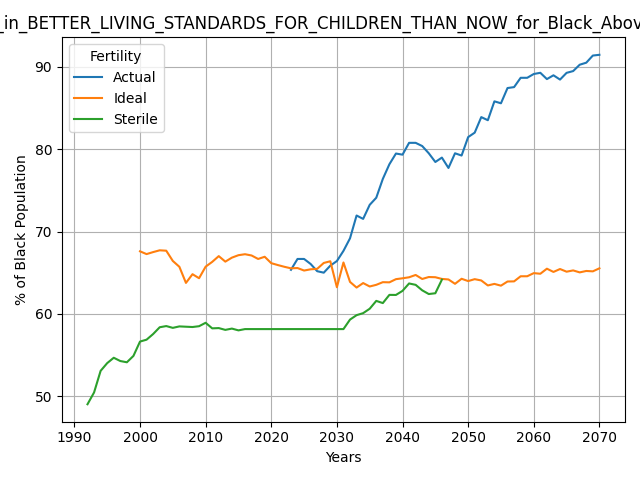 _in_BETTER_LIVING_STANDARDS_FOR_CHILDREN_THAN_NOW_for_Black_Abov
Fertility
Actual
Ideal
Sterile
% of Black Population
90
80
70
60
50
1990 2000 2010 2020 2030 2040 2050 2060 2070
Years